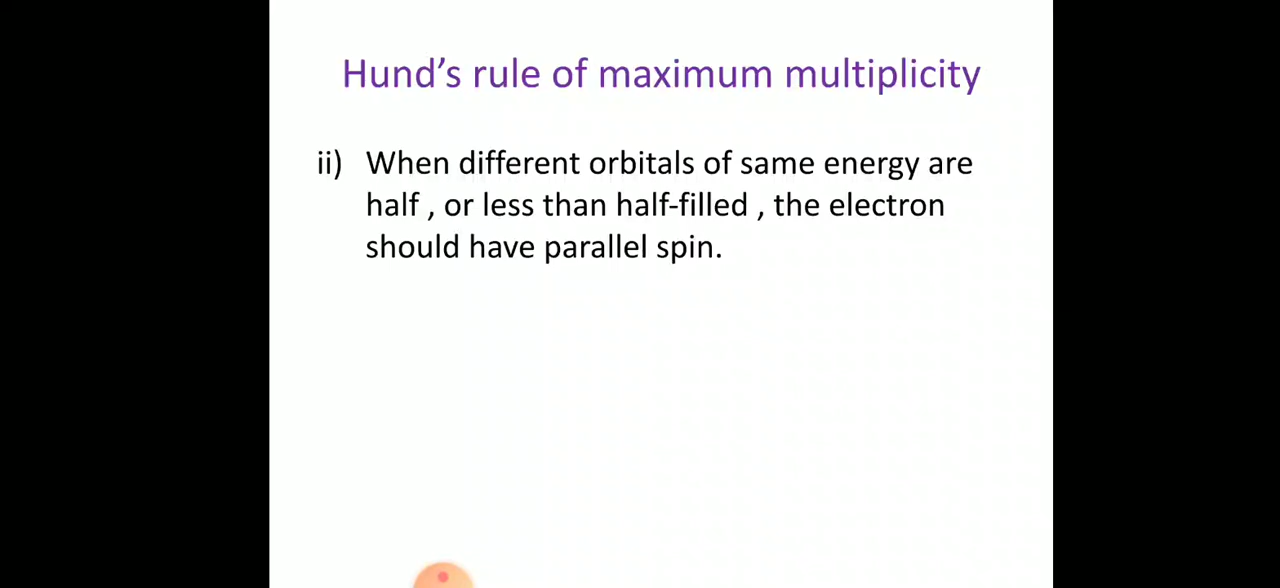 Hund’s rule of maximum multiplicity
ii) When different orbitals of same energy are
half , or less than half-filled , the electron
should have parallel spin.